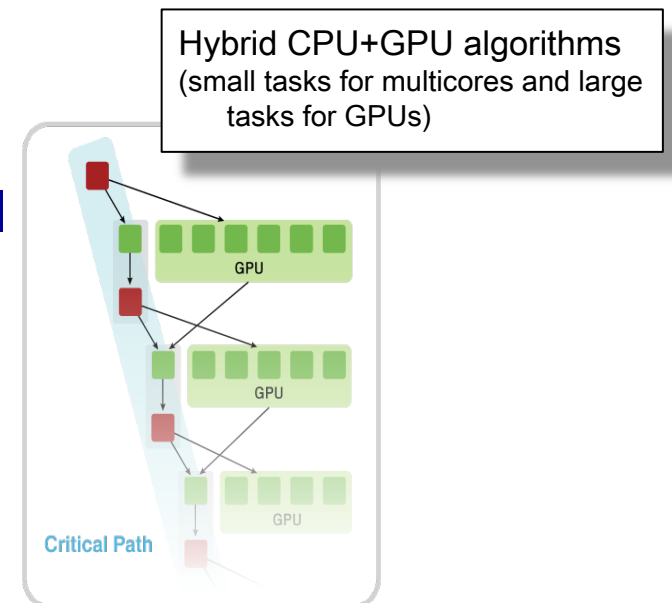 Hybrid CPU+GPU algorithms
(small tasks for multicores and large
tasks for GPUs)
GPU
GPU
GPU
Critical Path